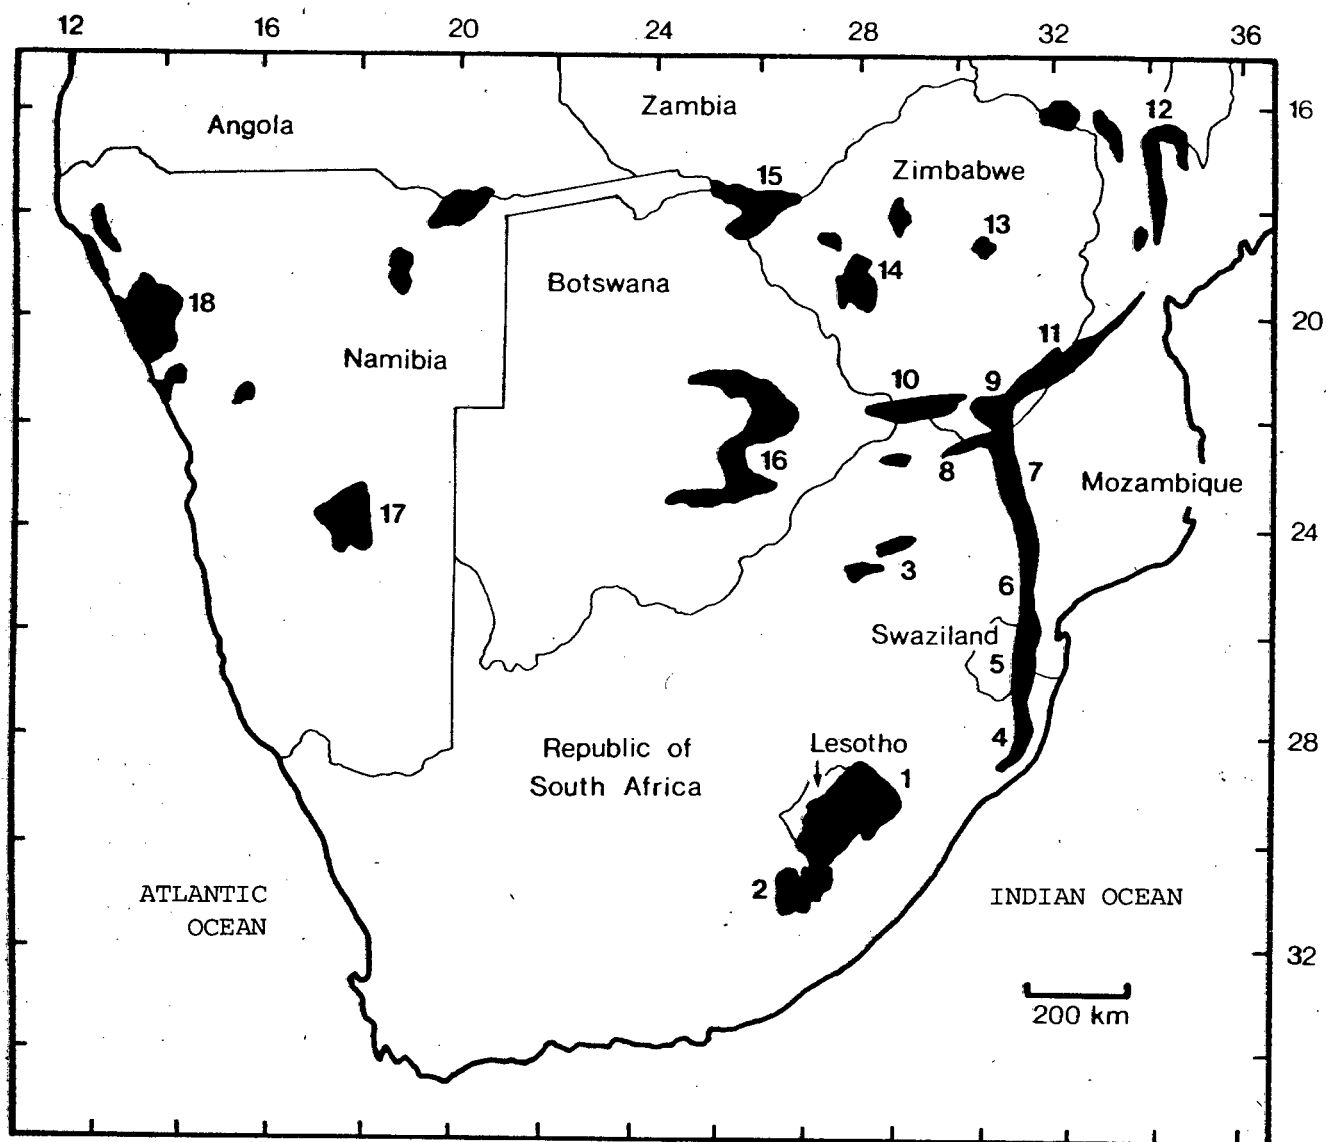 12 16 20 24 28 32 36
Angola
Zambia
12
16
Zimbabwe
15
13
14
Botswana
18
20
Namibia
11
10
9
16
8
7
Mozambique
17
24
3
6
Swaziland
5
4
28
Republic of
South Africa
Lesotho
1
2
ATLANTIC
OCEAN
INDIAN OCEAN
32
200 km